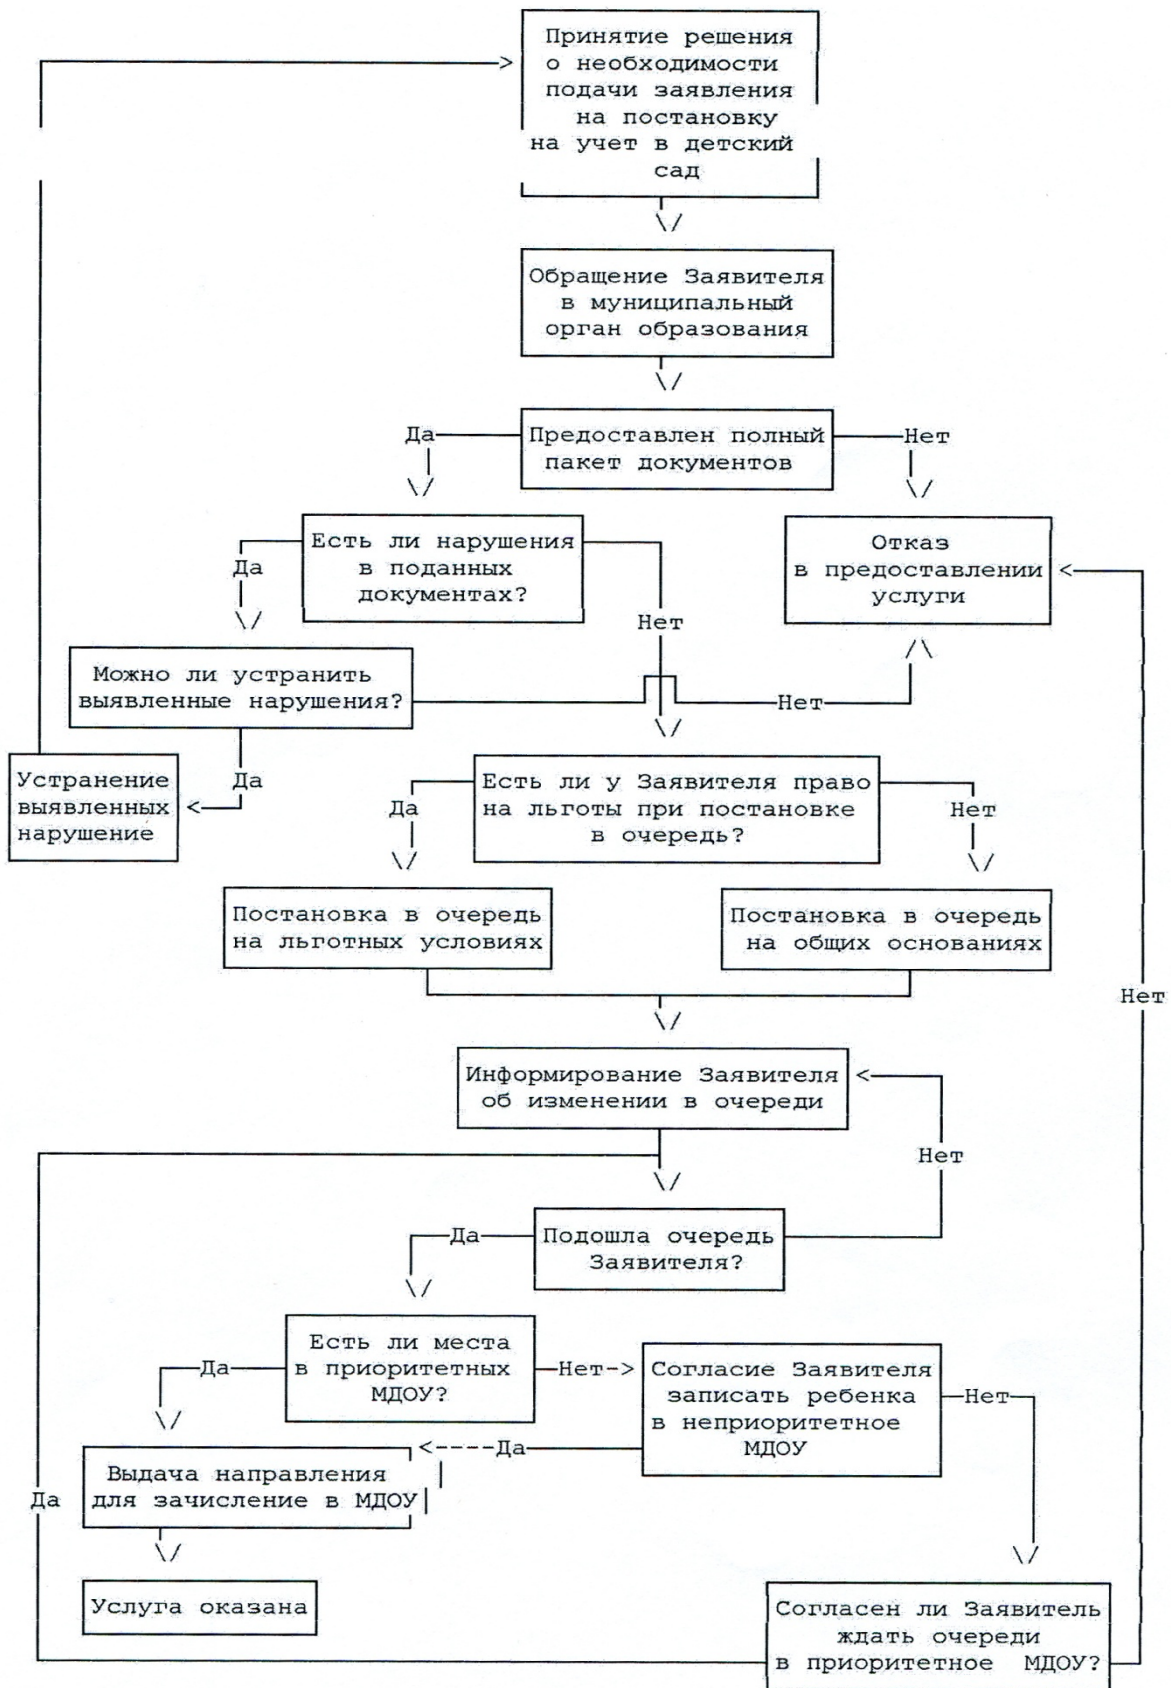 Принятие решения
о необходимости
подачи заявления
на постановку
на учет в детский
сад
Обращение Заявителя
в муниципальный
орган образования
Да
Предоставлен полный
пакет документов
Нет
Есть ли нарушения
в поданных
документах?
Да
Нет
Отказ
в предоставлении
услуги
Можно ли устранить
выявленные нарушения?
Нет
Да
Устранение
выявленных
нарушение
Есть ли у Заявителя право
на льготы при постановке
в очередь?
Да
Нет
Постановка в очередь
на льготных условиях
Постановка в очередь
на общих основаниях
Нет
Информирование Заявителя
об изменении в очереди
Нет
Да
Подошла очередь
Заявителя?
Есть ли места
в приоритетных
МДОУ?
Да
Нет
Согласие Заявителя
записать ребенка
в неприоритетное
МДОУ
Нет
Да
Выдача направления
для зачисление в МДОУ
Да
Услуга оказана
Согласен ли Заявитель
ждать очереди
в приоритетное МДОУ?